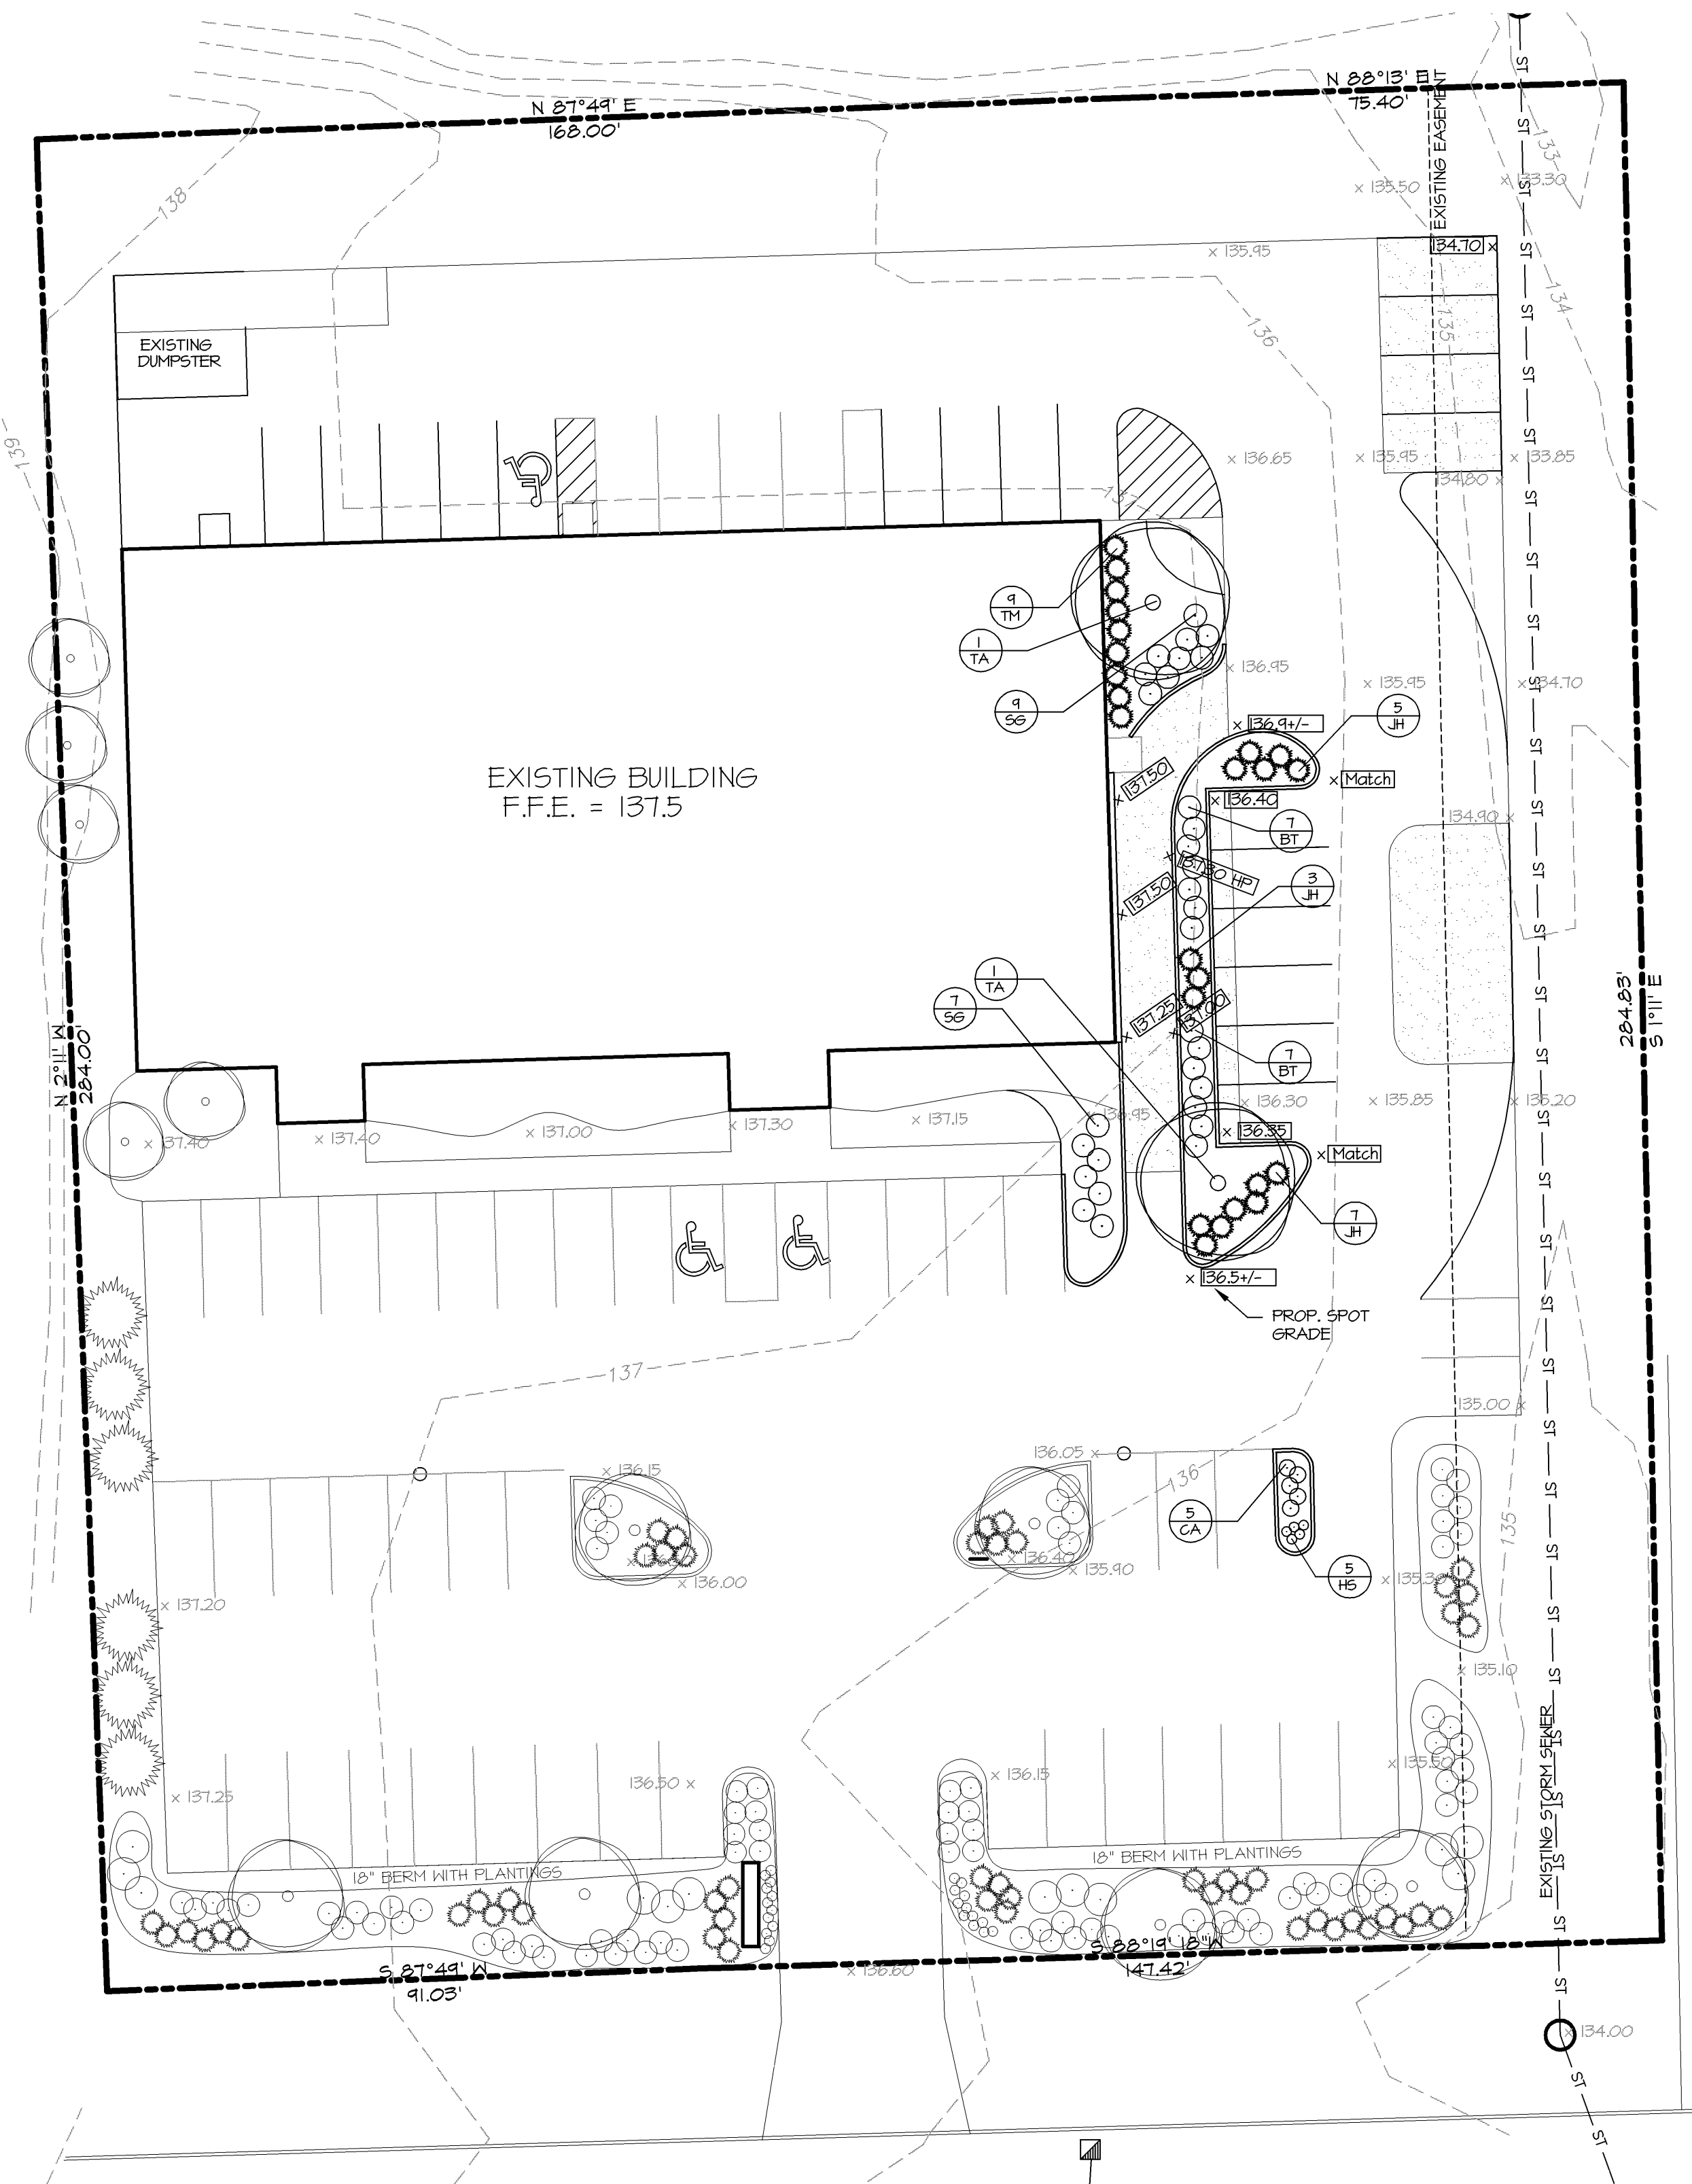 N 88°13' E
75.40'
N 87°49' E
168.00'
EXISTING EASEMENT
ST
133
x 135.50
x 133.30
138
134.70 x
x 135.95
134
135
136
EXISTING
DUMPSTER
139
x 136.65
x 135.95
x 133.85
134.80 x
137
9
TM
1
TA
x 136.95
x 135.95
x 134.70
9
SG
5
JH
x 136.9+/-
EXISTING BUILDING
F.F.E. = 137.5
x 137.50
x Match
x 136.40
134.90 x
7
BT
x 137.30 HP
3
JH
x 137.50
1
TA
7
SG
x 137.25
x 137.00
284.83'
S 1°11' E
N 2°11' W
284.00'
7
BT
x 136.95
x 136.30
x 135.85
x 135.20
x 137.40
x 137.40
x 137.00
x 137.30
x 137.15
x 136.35
x Match
7
JH
x 136.5+/-
PROP. SPOT
GRADE
137
135.00 x
136.05 x
x 136.15
136
5
CA
135
x 136.40
x 135.90
x 136.00
5
HS
x 135.30
x 137.20
x 135.10
EXISTING STORM SEWER
x 135.50
x 136.15
136.50 x
x 137.25
18" BERM WITH PLANTINGS
18" BERM WITH PLANTINGS
S 88°19' 18"W
147.42'
S 87°49' W
91.03'
x 136.60
x 134.00
ST
ST